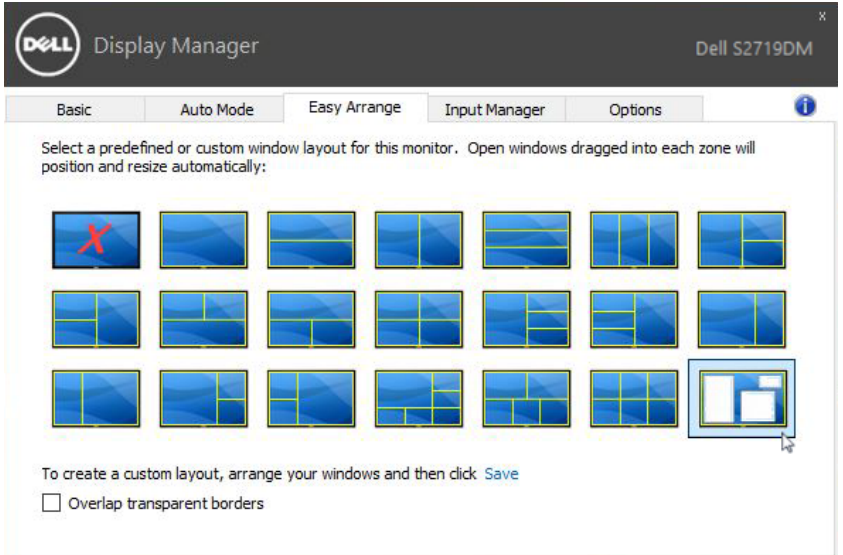 x
DELL Display Manager Dell S2719DM
Basic Auto Mode Easy Arrange Input Manager Options i
Select a predefined or custom window layout for this monitor. Open windows dragged into each zone will
position and resize automatically:
X
To create a custom layout, arrange your windows and then click Save
Overlap transparent borders